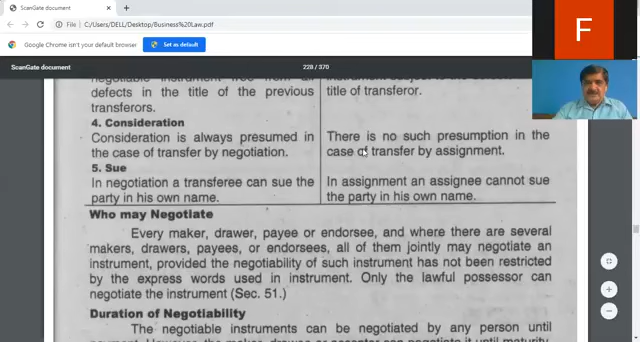 ScanGate document
File | C:/Users/DELL/Desktop/Business%20Law.pdf
Google Chrome isn't your default browser
Set as default
ScanGate document
228 / 370
F
negotiable instrument free from all
defects in the title of the previous
transferors.
title of transferor.
4. Consideration
Consideration is always presumed in
the case of transfer by negotiation.
There is no such presumption in the
case of transfer by assignment.
5. Sue
In negotiation a transferee can sue the
party in his own name.
In assignment an assignee cannot sue
the party in his own name.
Who may Negotiate
Every maker, drawer, payee or endorsee, and where there are several
makers, drawers, payees, or endorsees, all of them jointly may negotiate an
instrument, provided the negotiability of such instrument has not been restricted
by the express words used in instrument. Only the lawful possessor can
negotiate the instrument (Sec. 51.)
Duration of Negotiability
The negotiable instruments can be negotiated by any person until